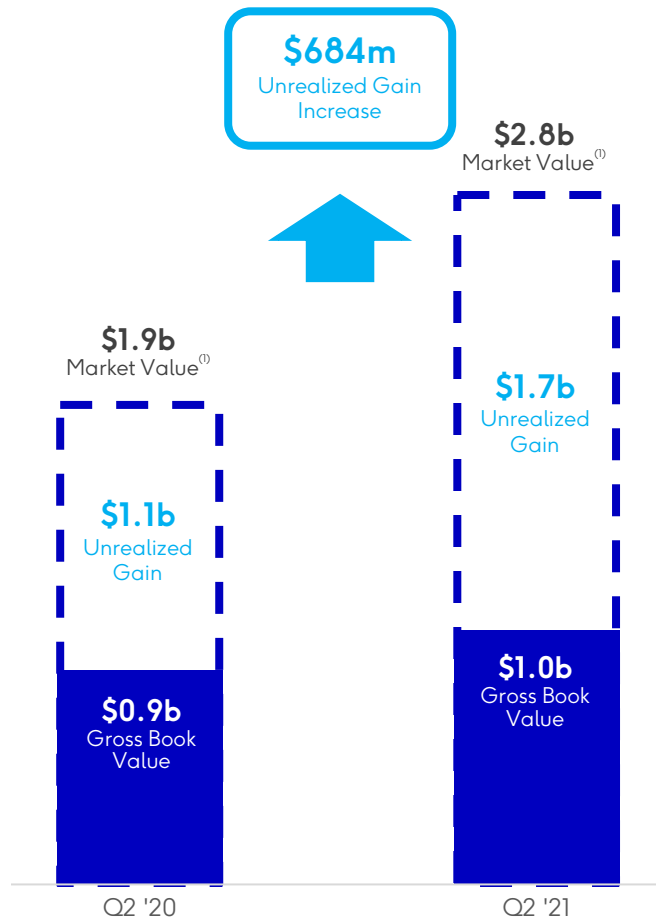 $684m
Unrealized Gain
Increase
$2.8b
Market Value(1)
$1.9b
Market Value(1)
$1.7b
Unrealized
Gain
$1.1b
Unrealized
Gain
$1.0b
Gross Book
Value
$0.9b
Gross Book
Value
Q2 '20
Q2 '21